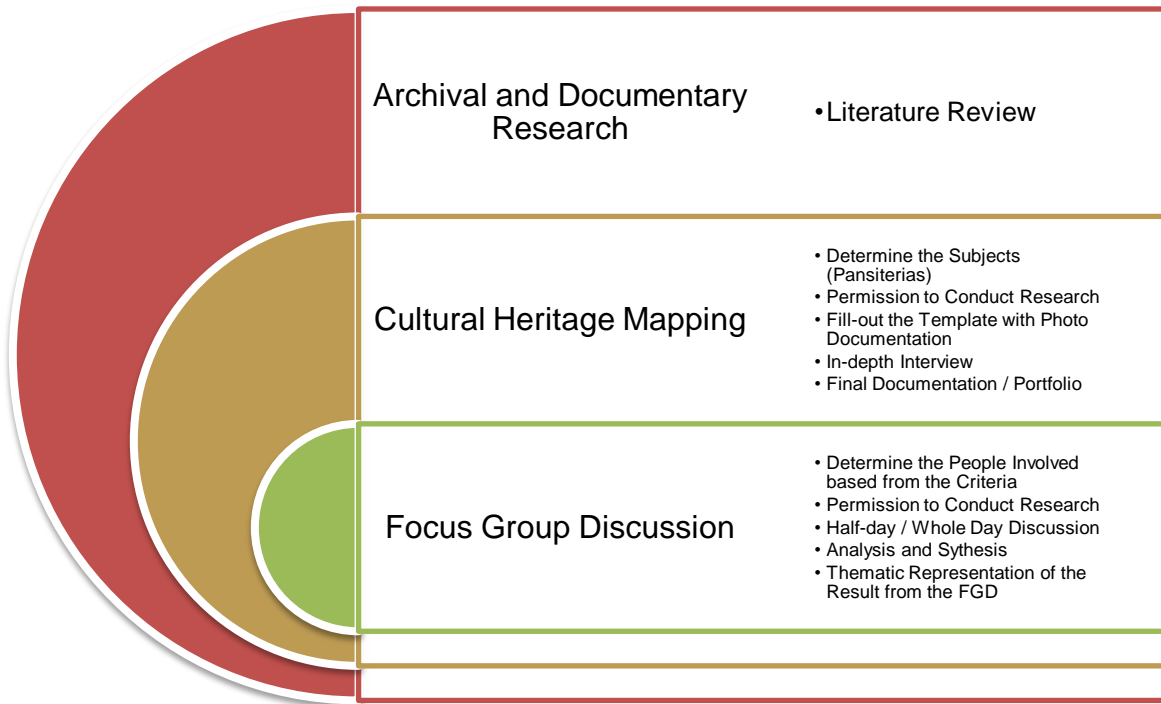 Archival and Documentary
Research
•Literature Review
Cultural Heritage Mapping
• Determine the Subjects
(Pansiterias)
• Permission to Conduct Research
• Fill-out the Template with Photo
Documentation
• In-depth Interview
• Final Documentation / Portfolio
Focus Group Discussion
• Determine the People Involved
based from the Criteria
• Permission to Conduct Research
• Half-day / Whole Day Discussion
• Analysis and Sythesis
• Thematic Representation of the
Result from the FGD